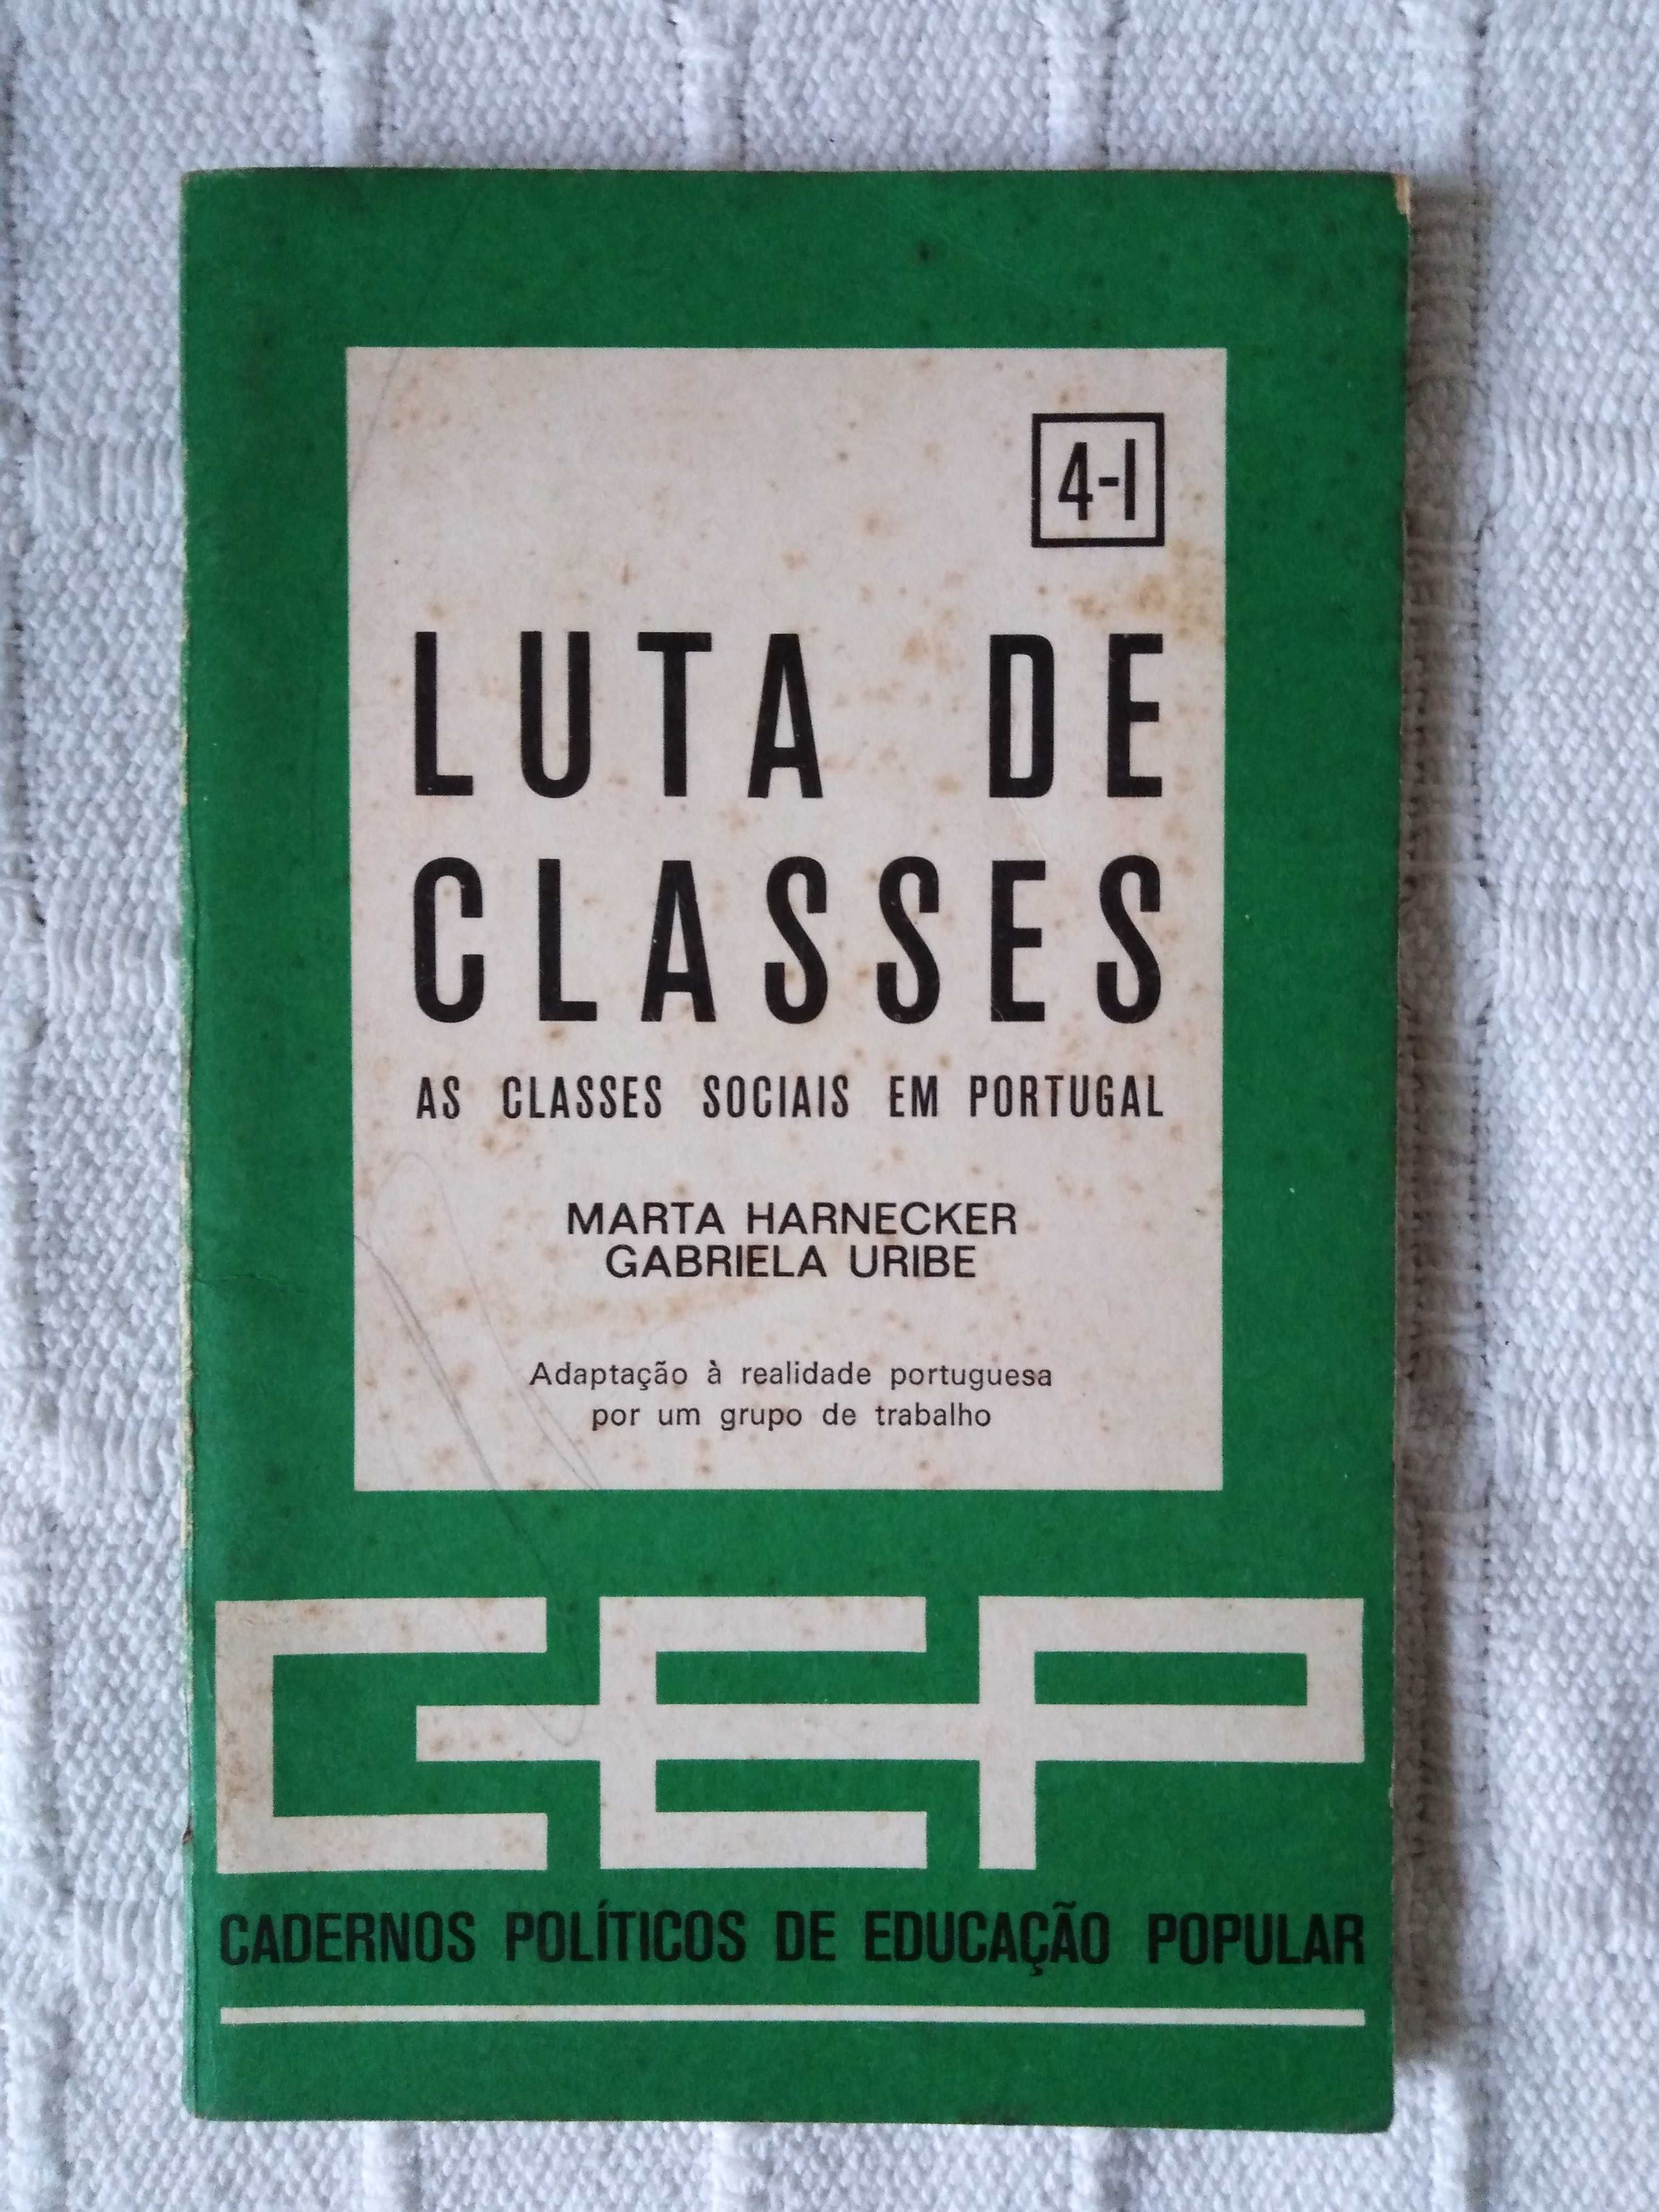 4-I
LUTA DE
CLASSES
AS CLASSES SOCIAIS EM PORTUGAL
MARTA HARNECKER
GABRIELA URIBE
Adaptação à realidade portuguesa
por um grupo de trabalho
CEP
CADERNOS POLÍTICOS DE EDUCAÇÃO POPULAR